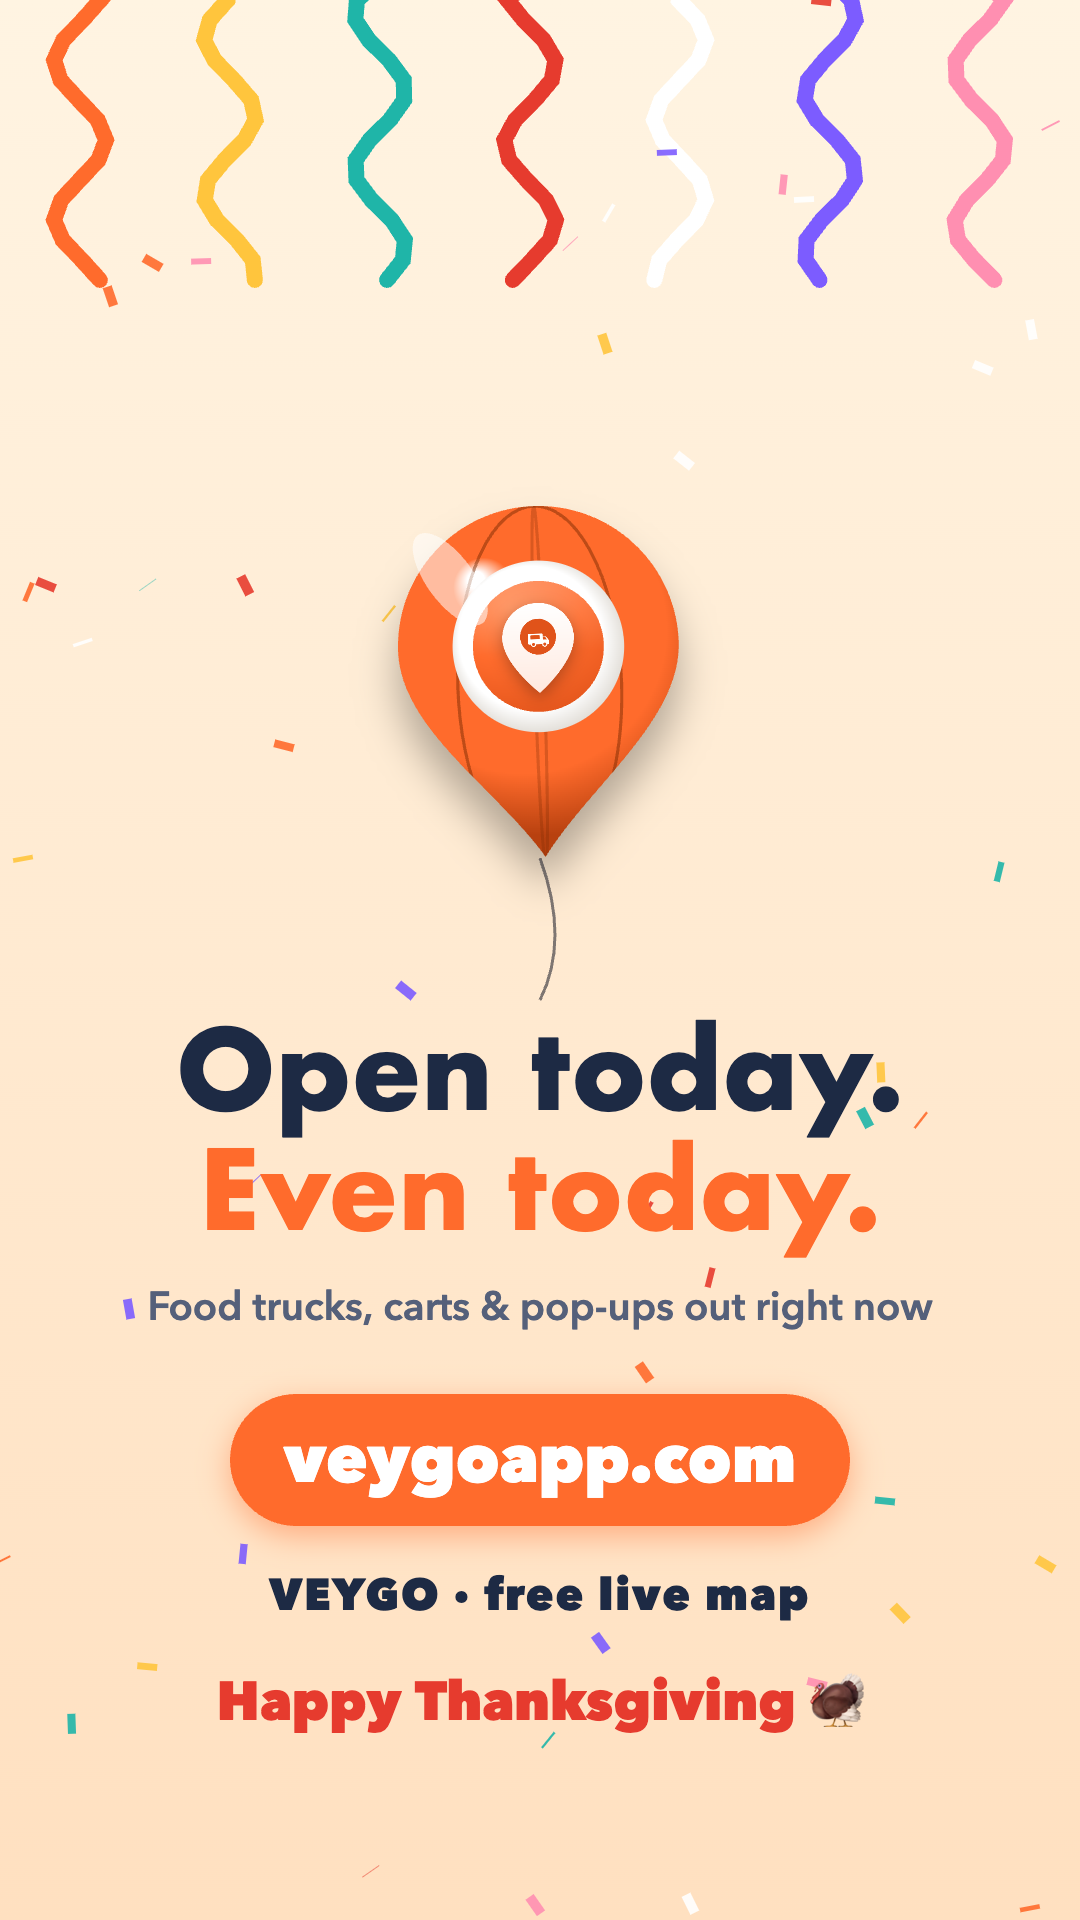 Open today.
Even today.
Food trucks, carts & pop-ups out right now
veygoapp.com
VEYGO • free live map
Happy Thanksgiving 🦃